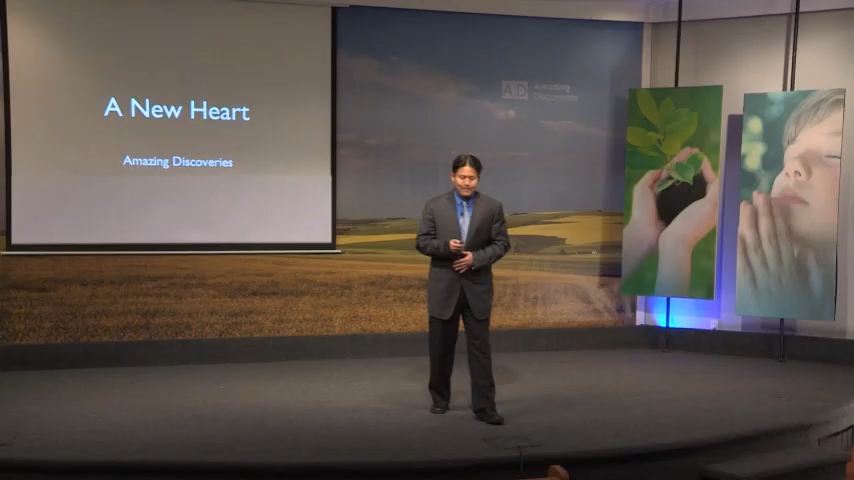 A New Heart
Amazing Discoveries
AD
Amazing
Discoveries